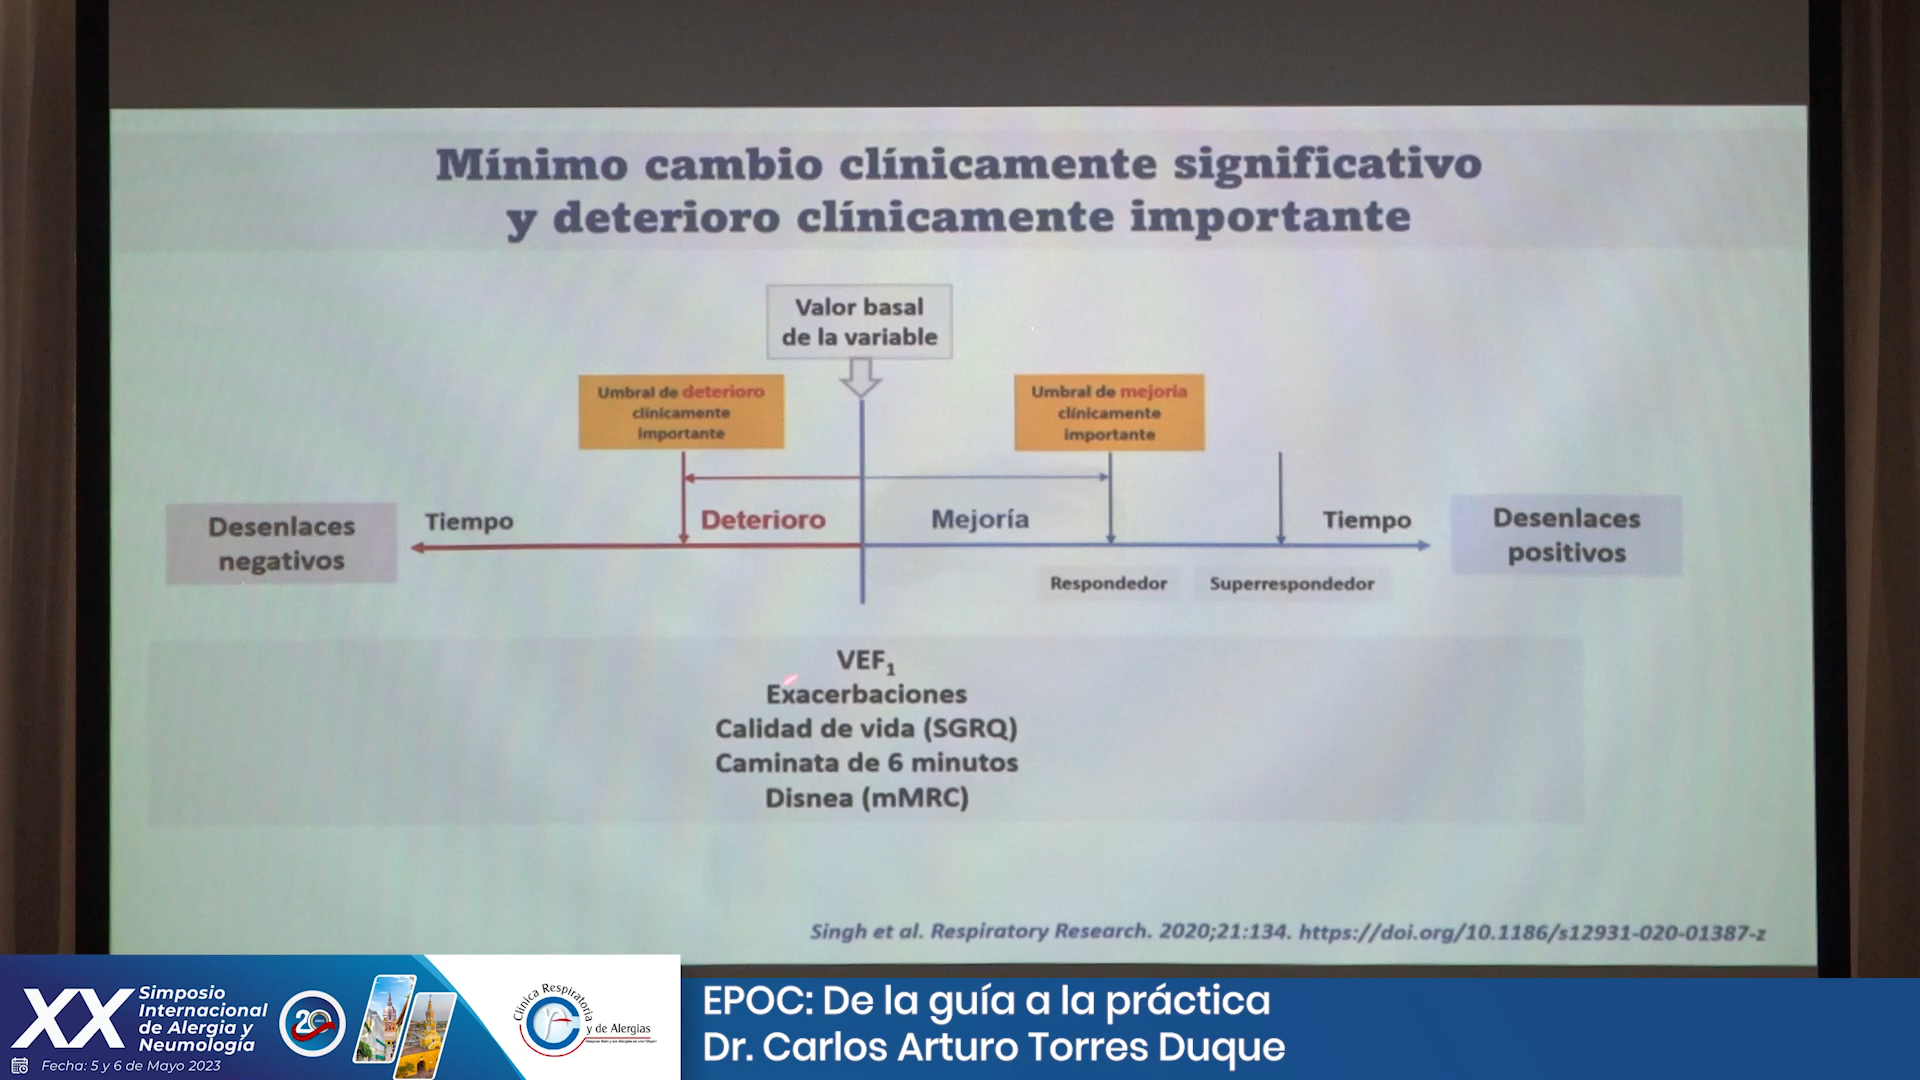 Mínimo cambio clínicamente significativo
y deterioro clínicamente importante
Valor basal
de la variable
Umbral de deterioro
clínicamente
importante
Umbral de mejoría
clínicamente
importante
Desenlaces
negativos
Tiempo
Deterioro
Mejoría
Tiempo
Desenlaces
positivos
Respondedor
Superrespondedor
VEF₁
Exacerbaciones
Calidad de vida (SGRQ)
Caminata de 6 minutos
Disnea (mMRC)
Singh et al. Respiratory Research. 2020;21:134. https://doi.org/10.1186/s12931-020-01387-z
XX
Simposio
Internacional
de Alergia y
Neumología
Fecha: 5 y 6 de Mayo 2023
20
Clínica Respiratoria
y de Alergias
EPOC: De la guía a la práctica
Dr. Carlos Arturo Torres Duque